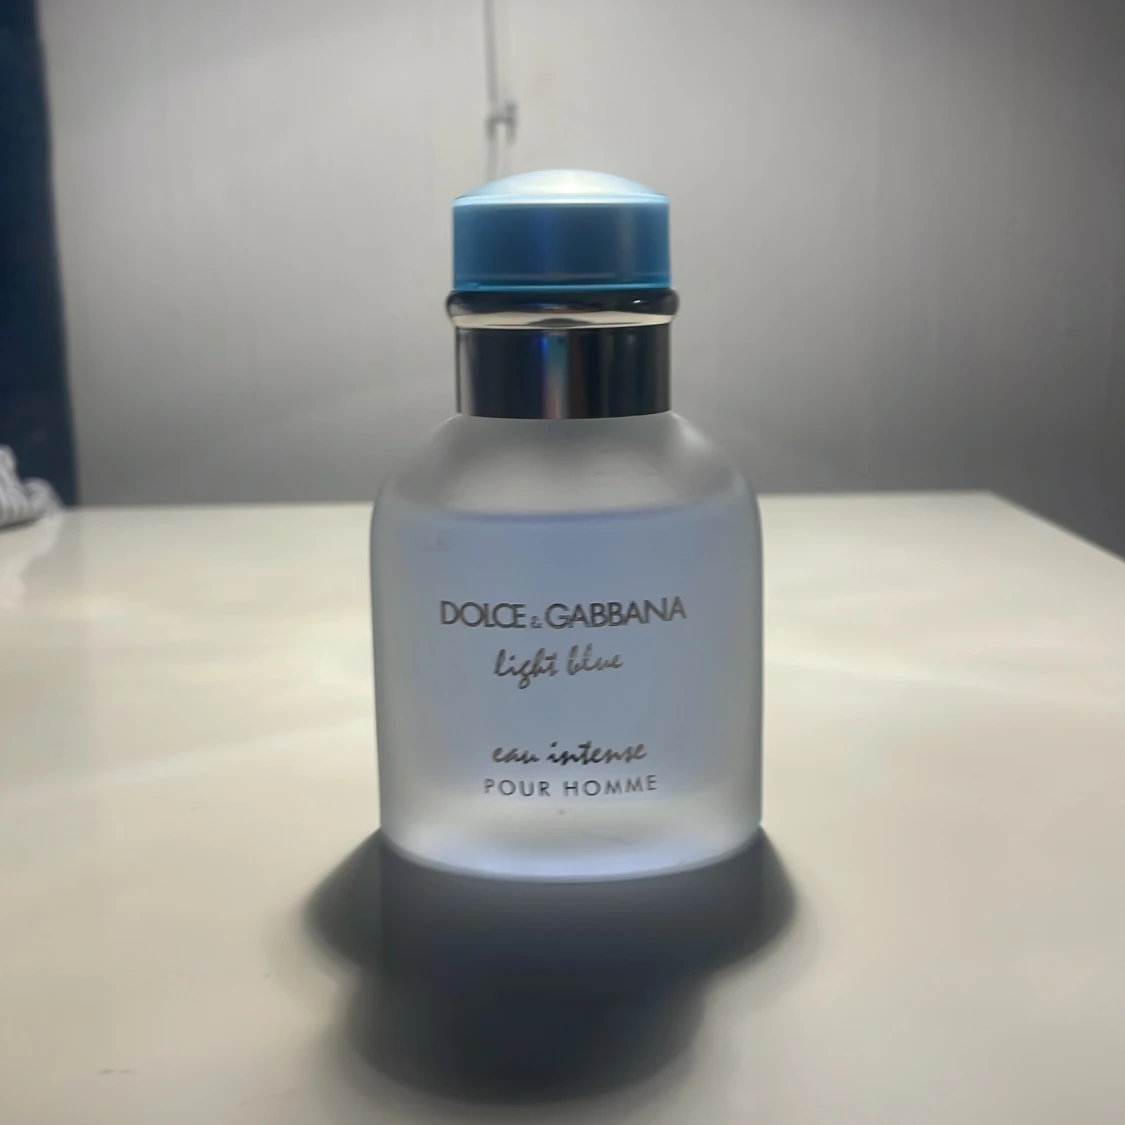 DOLCE & GABBANA
light blue
eau intense
POUR HOMME